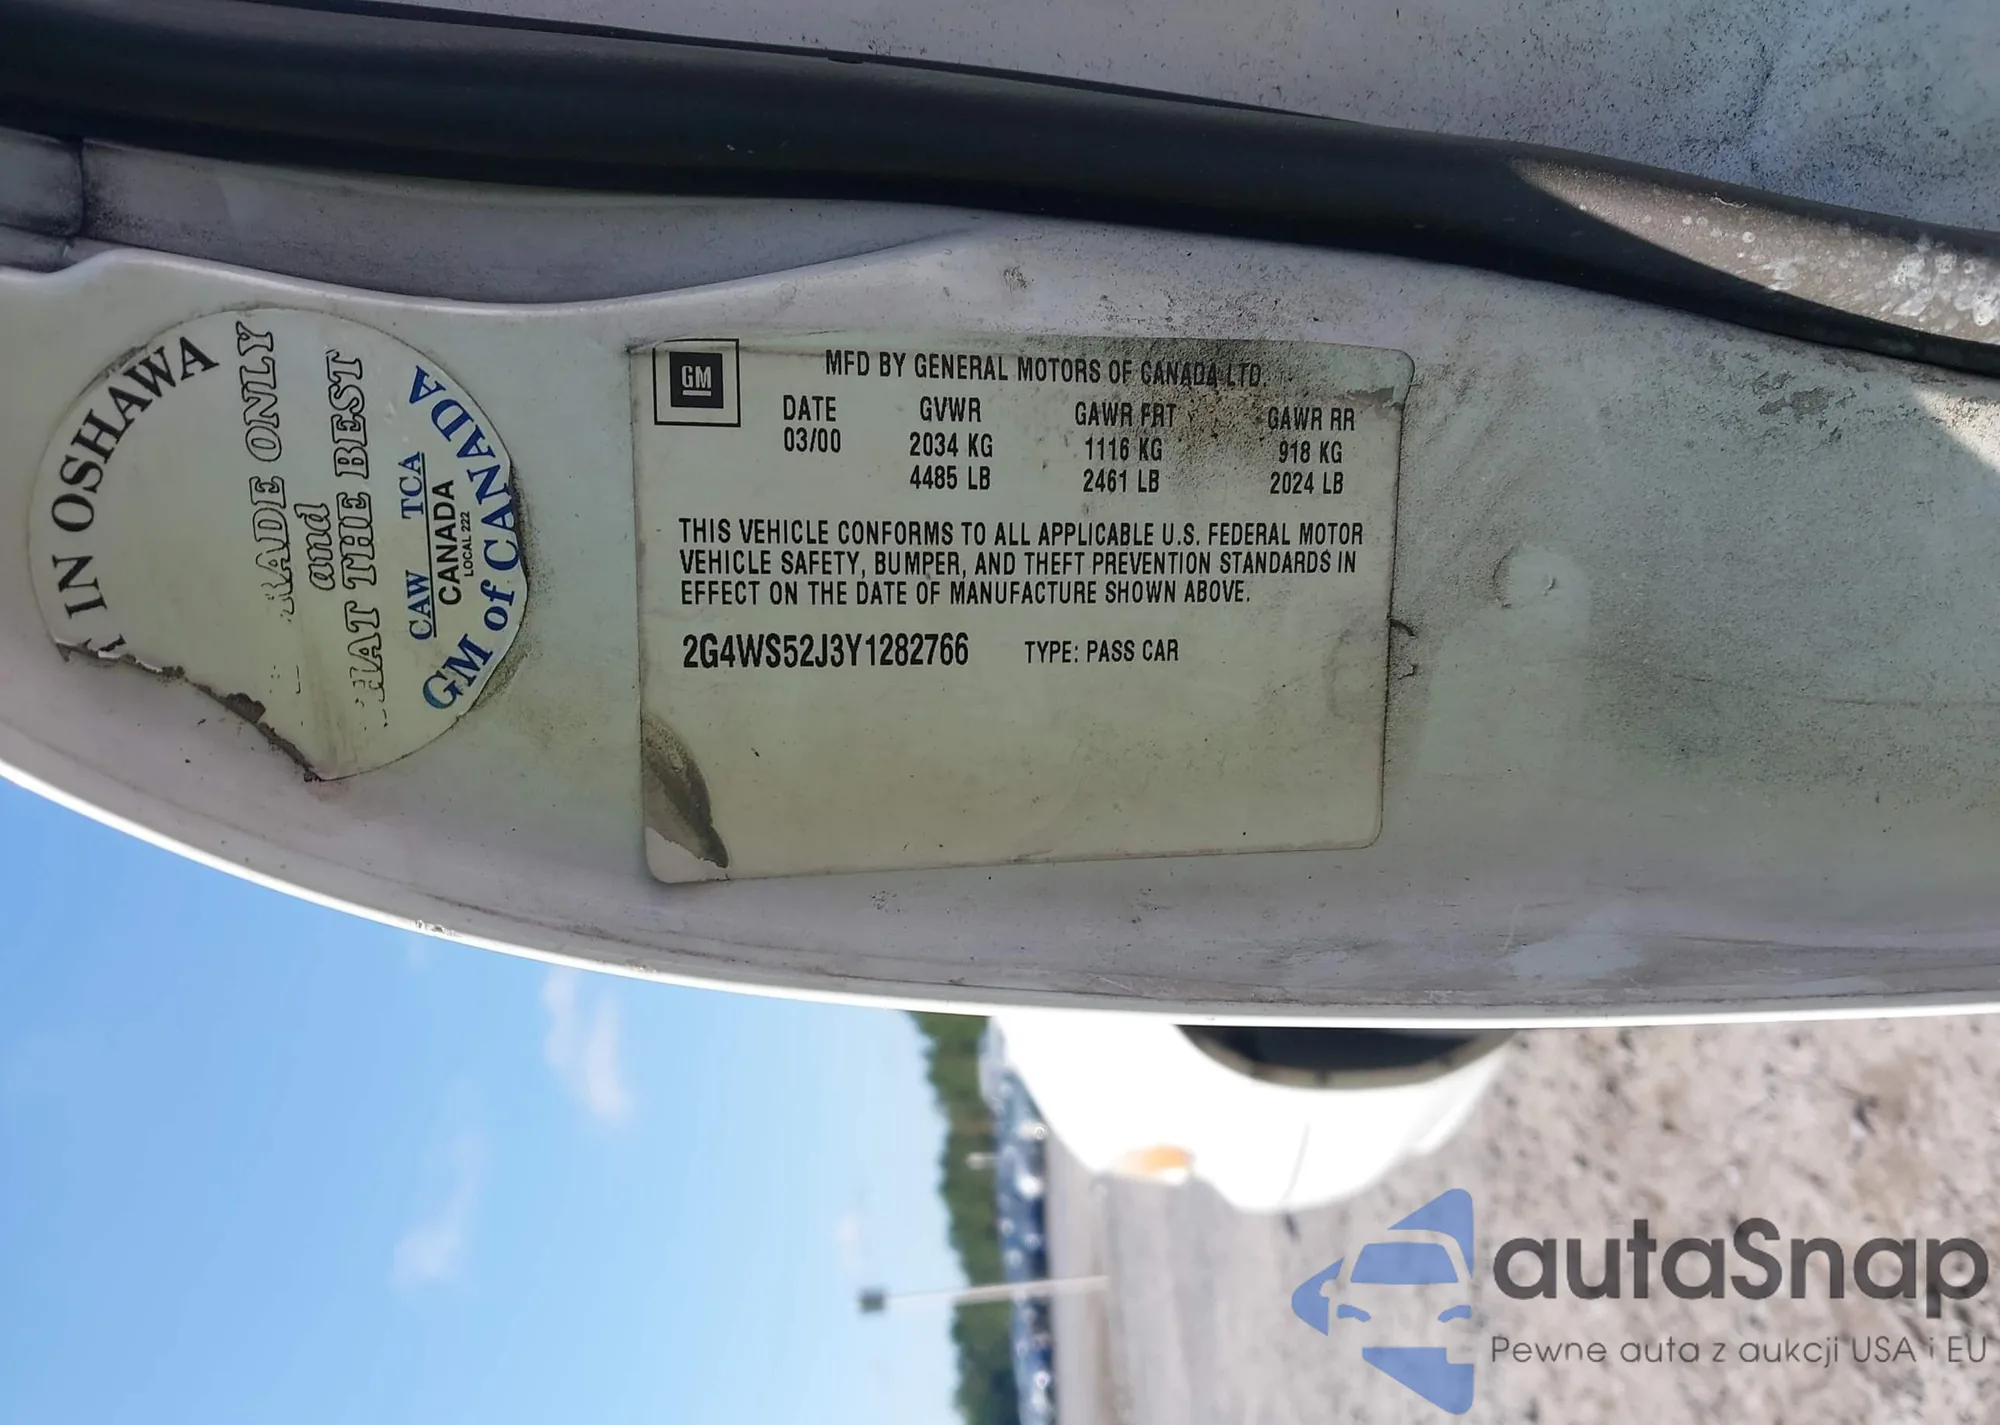 IN OSHAWA
MADE ONLY
and
THE BEST
CAW TCA
CANADA
LOCAL 222
GM of CANADA
GM
MFD BY GENERAL MOTORS OF CANADA LTD.
DATE GVWR GAWR FRT GAWR RR
03/00 2034 KG 1116 KG 918 KG
4485 LB 2461 LB 2024 LB
THIS VEHICLE CONFORMS TO ALL APPLICABLE U.S. FEDERAL MOTOR
VEHICLE SAFETY, BUMPER, AND THEFT PREVENTION STANDARDS IN
EFFECT ON THE DATE OF MANUFACTURE SHOWN ABOVE.
2G4WS52J3Y1282766 TYPE: PASS CAR
autaSnap
Pewne auta z aukcji USA i EU